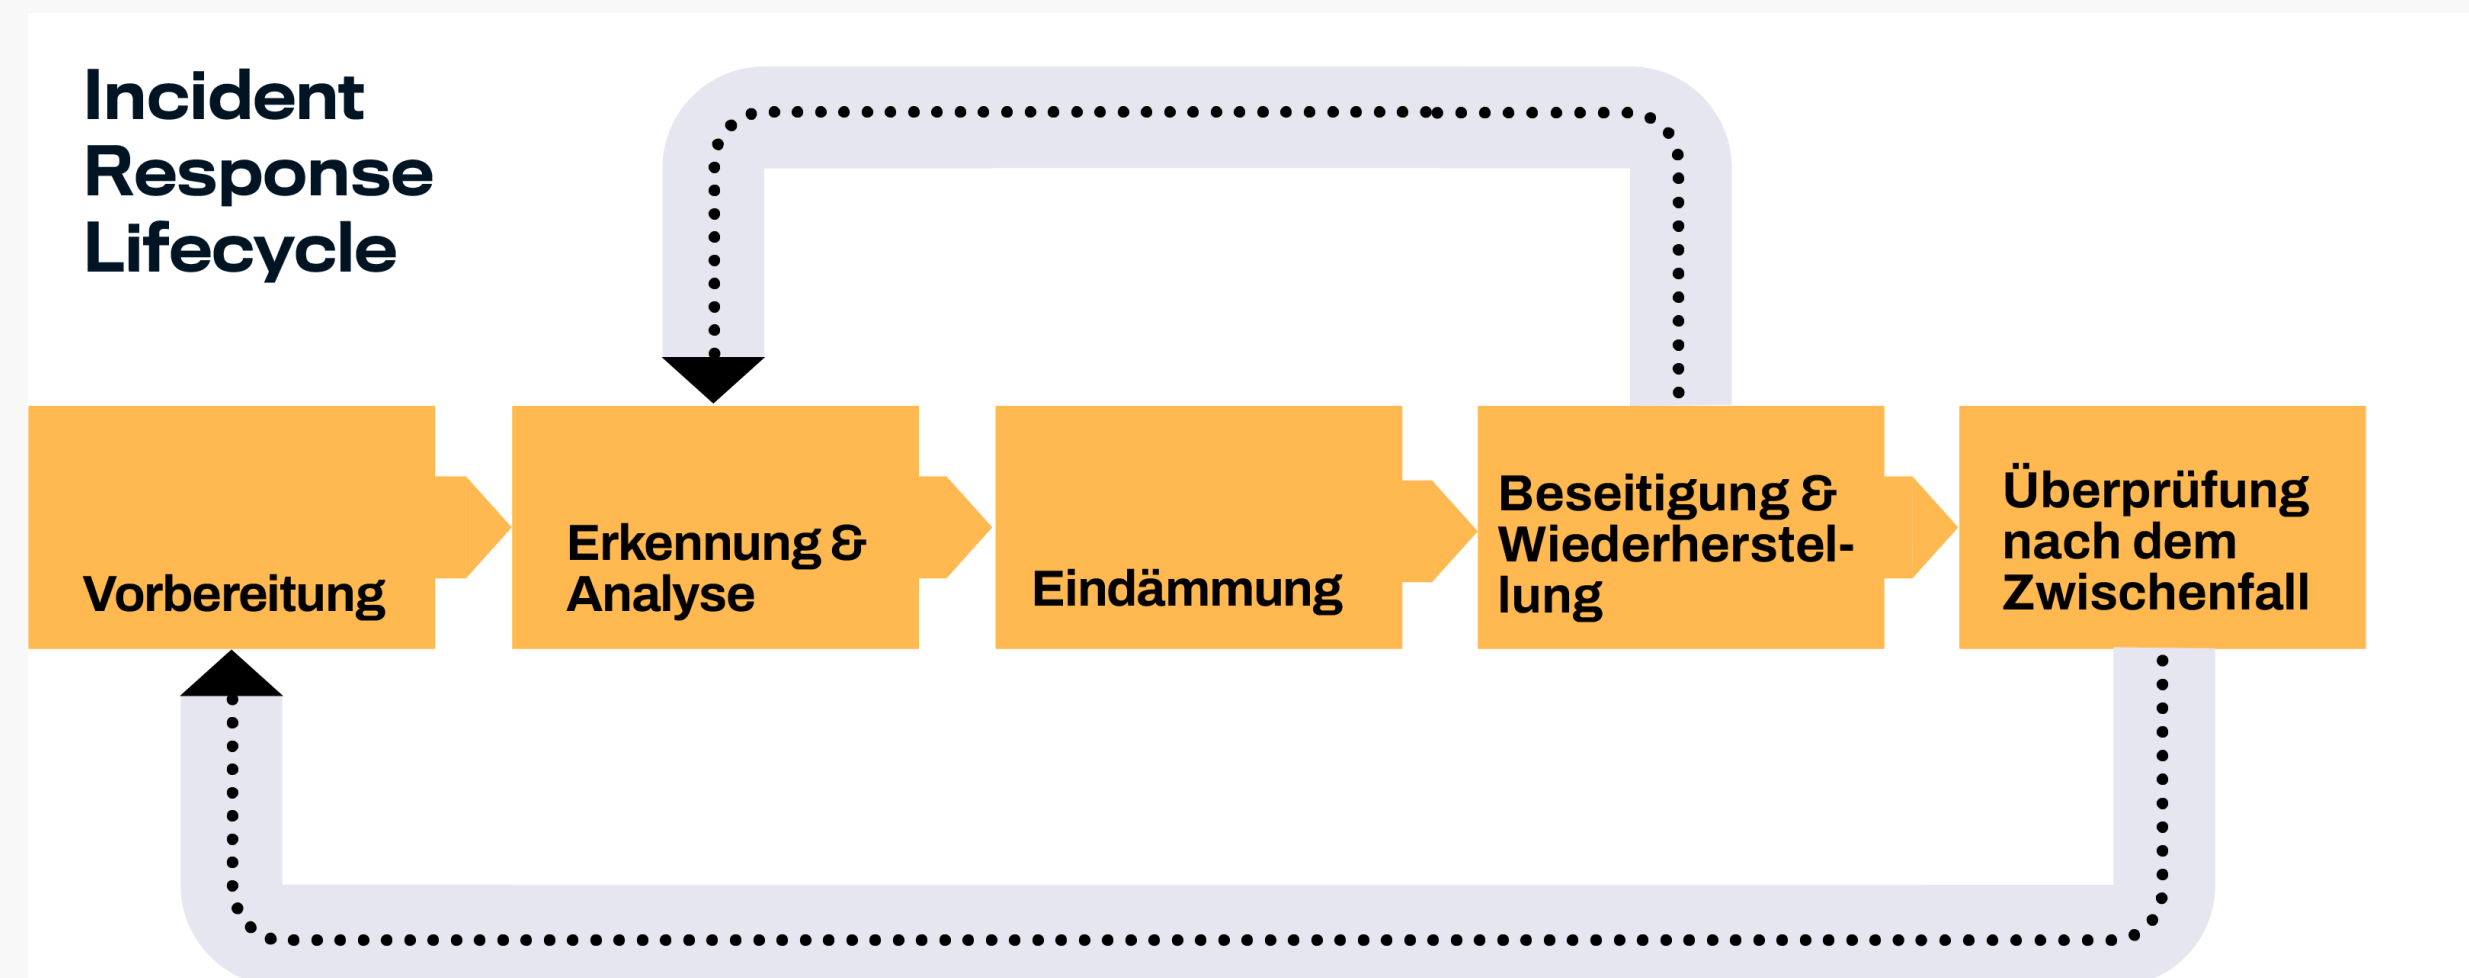 Incident
Response
Lifecycle
Vorbereitung
Erkennung &
Analyse
Eindämmung
Beseitigung &
Wiederherstel-
lung
Überprüfung
nach dem
Zwischenfall